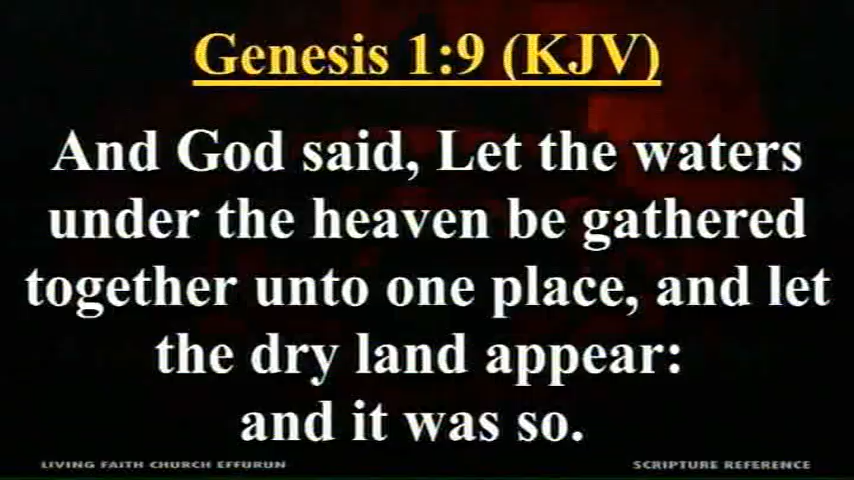 Genesis 1:9 (KJV)
And God said, Let the waters
under the heaven be gathered
together unto one place, and let
the dry land appear:
and it was so.
LIVING FAITH CHURCH EFFURUN
SCRIPTURE REFERENCE